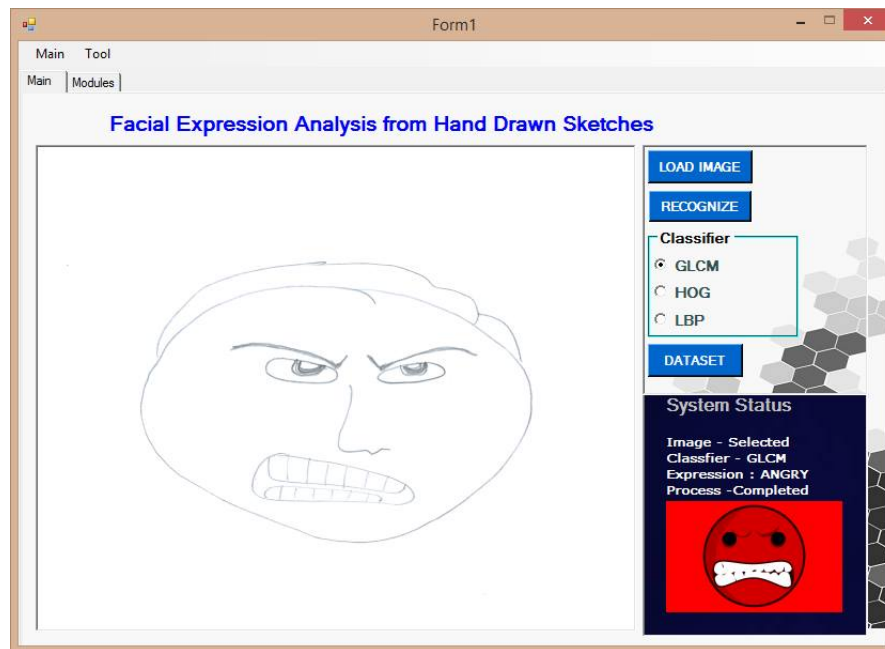 Form1
Main Tool
Main Modules
Facial Expression Analysis from Hand Drawn Sketches
LOAD IMAGE
RECOGNIZE
Classifier
GLCM
HOG
LBP
DATASET
System Status
Image - Selected
Classfier - GLCM
Expression : ANGRY
Process -Completed